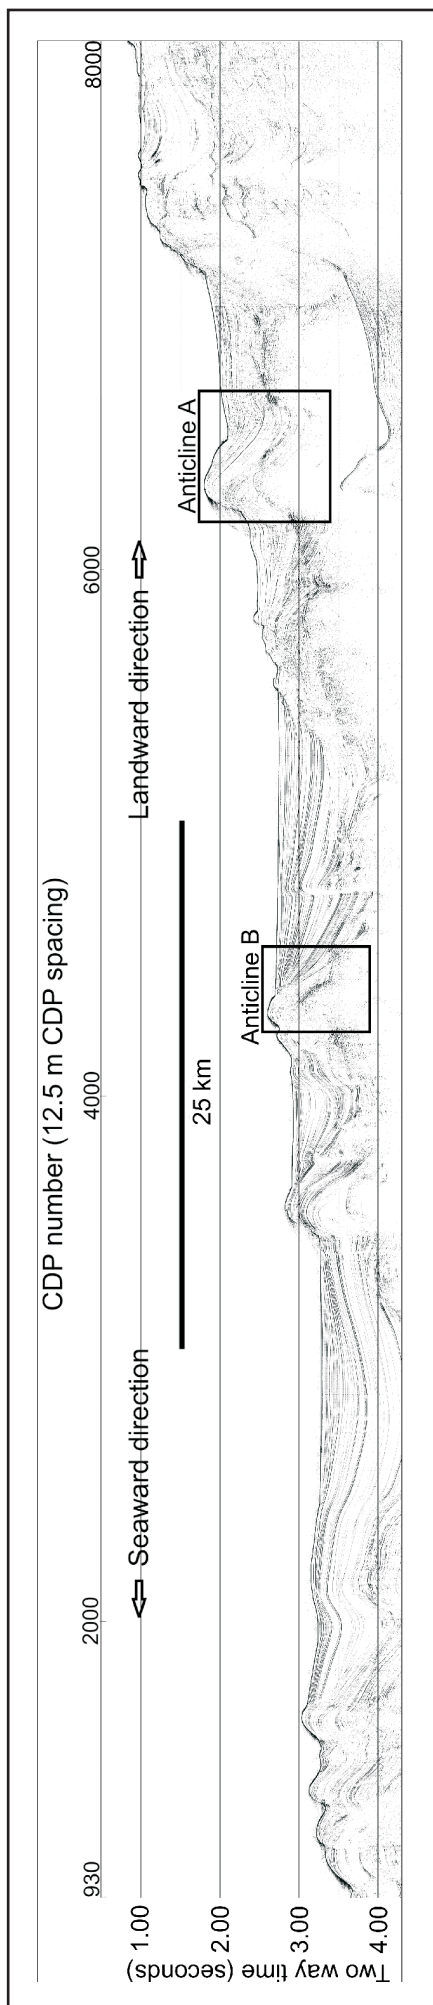 CDP number (12.5 m CDP spacing)
930
2000
4000
6000
8000
Seaward direction
Landward direction
25 km
Anticline B
Anticline A
1.00
2.00
3.00
4.00
Two way time (seconds)